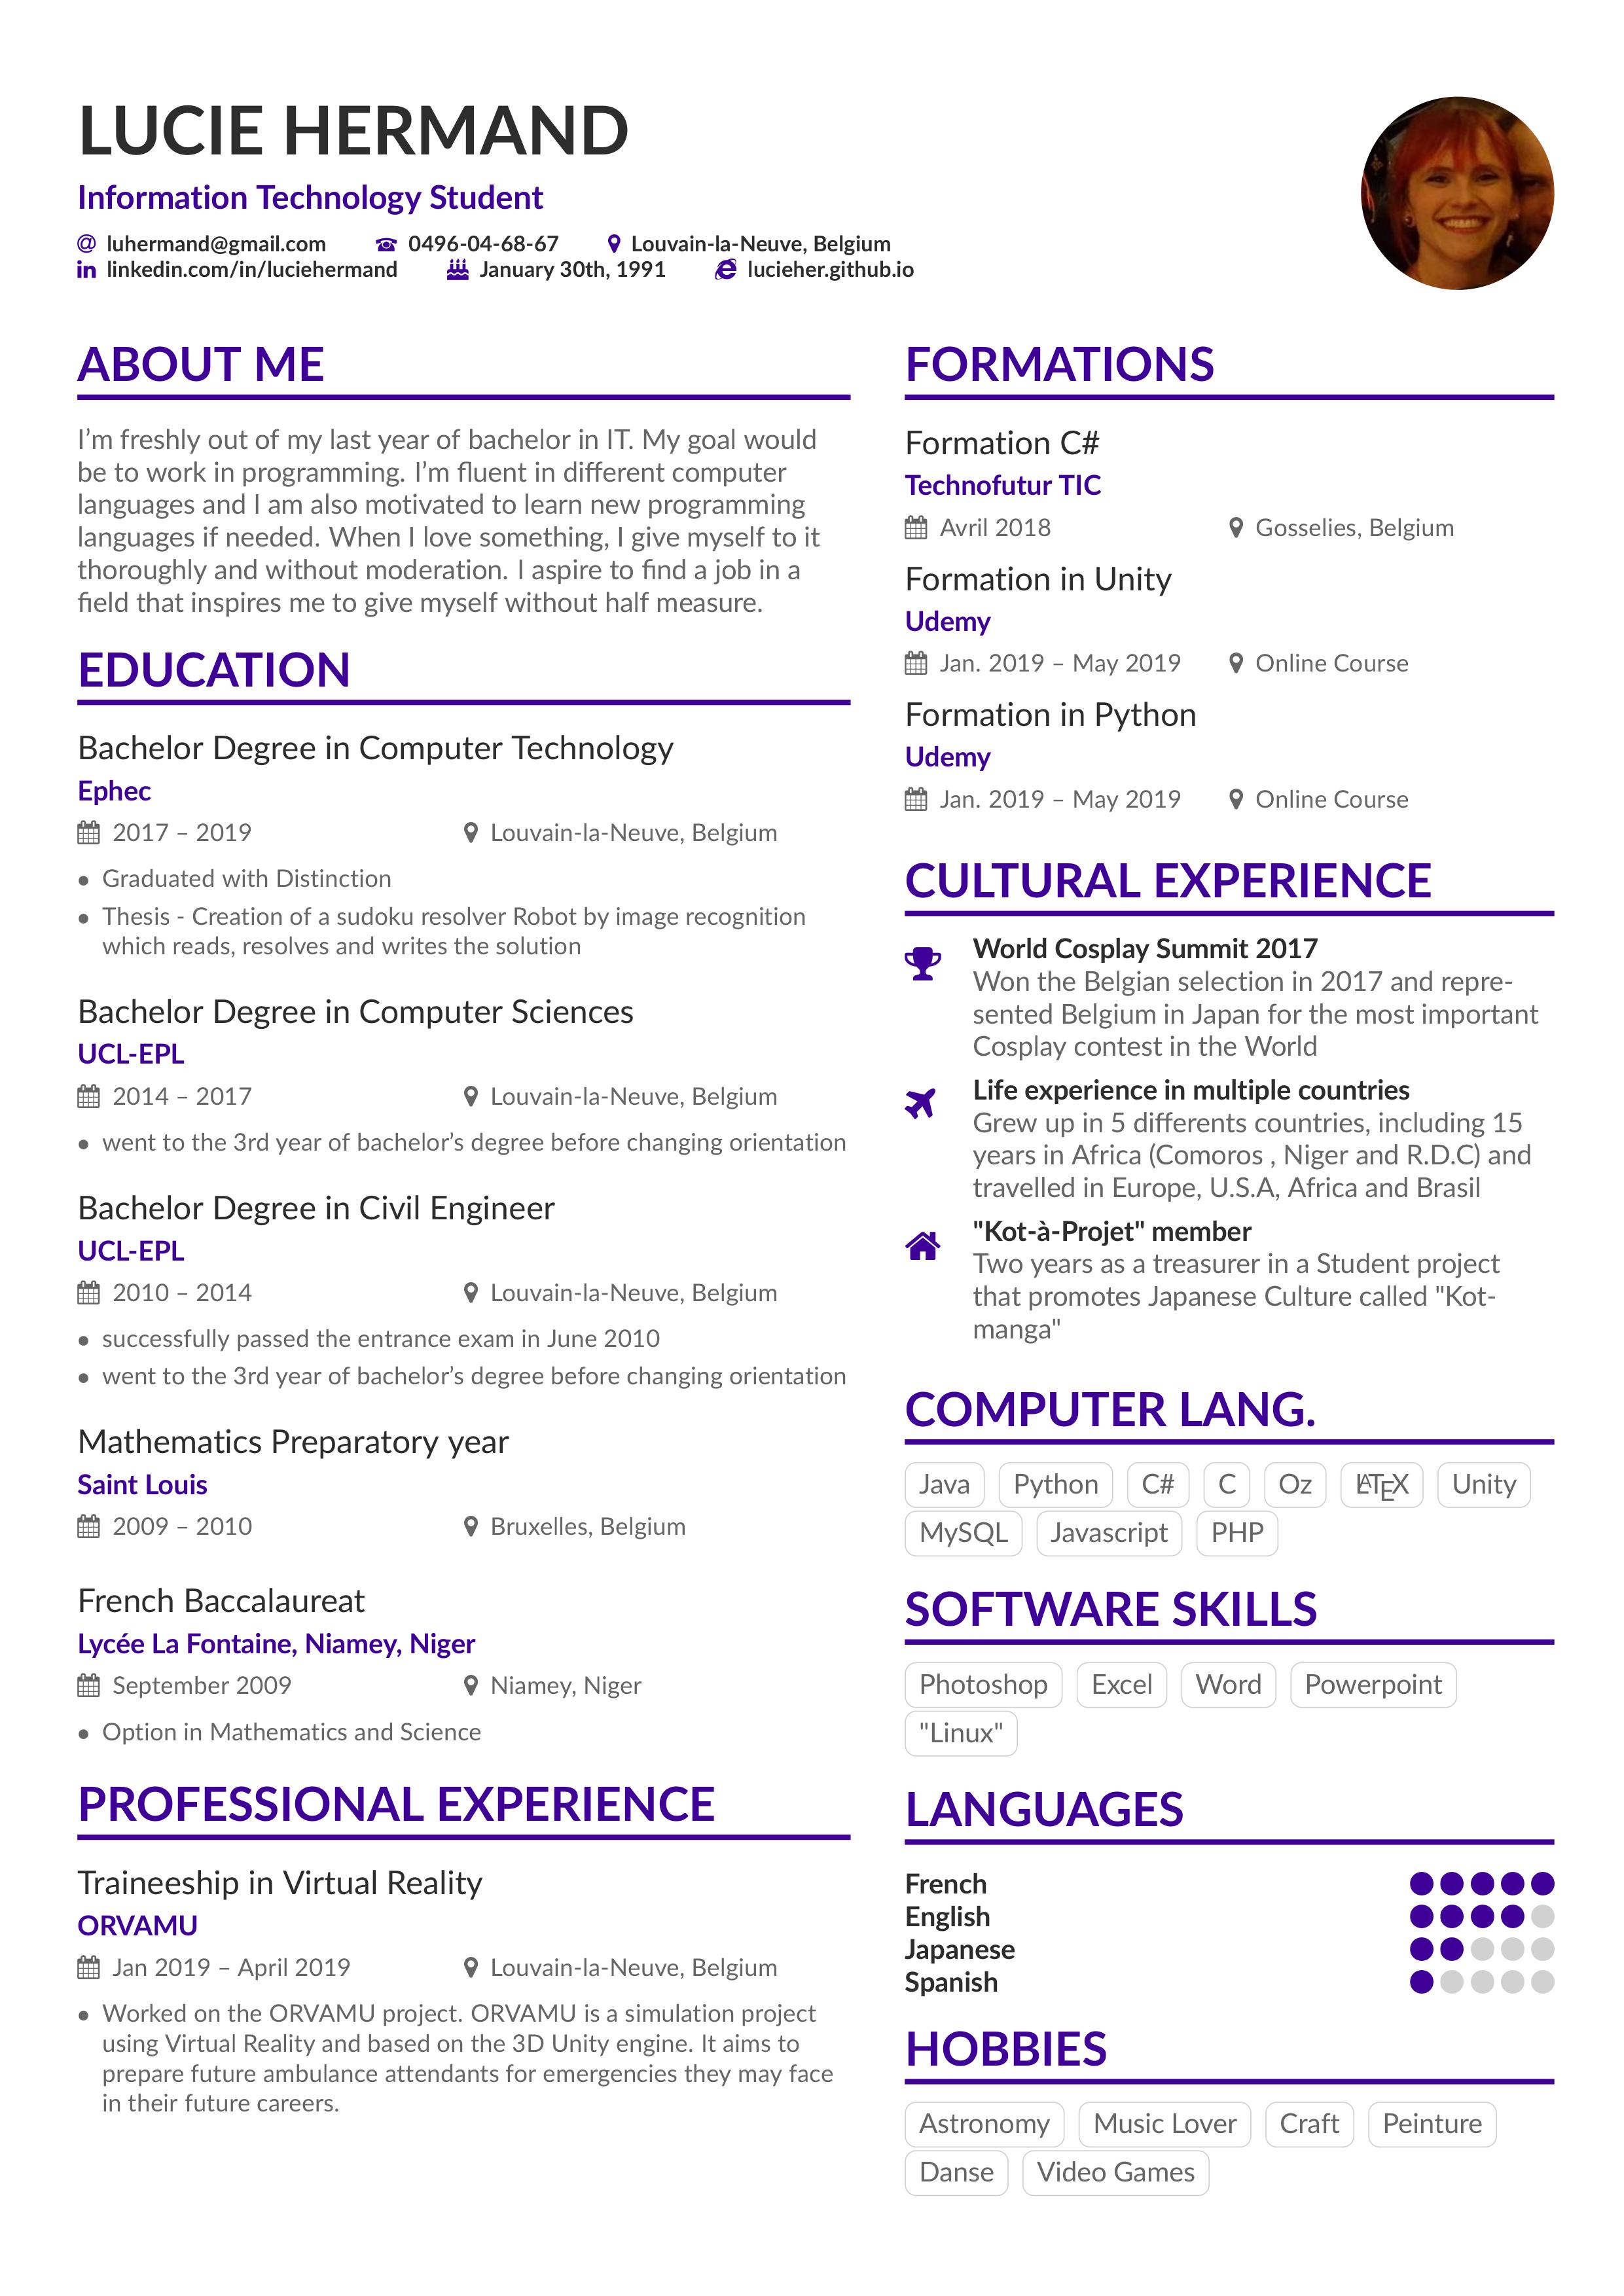 LUCIE HERMAND
Information Technology Student
luhermand@gmail.com 0496-04-68-67 Louvain-la-Neuve, Belgium
linkedin.com/in/luciehermand January 30th, 1991 lucieher.github.io
ABOUT ME
I’m freshly out of my last year of bachelor in IT. My goal would
be to work in programming. I’m fluent in different computer
languages and I am also motivated to learn new programming
languages if needed. When I love something, I give myself to it
thoroughly and without moderation. I aspire to find a job in a
field that inspires me to give myself without half measure.
EDUCATION
Bachelor Degree in Computer Technology
Ephec
2017 – 2019 Louvain-la-Neuve, Belgium
• Graduated with Distinction
• Thesis - Creation of a sudoku resolver Robot by image recognition
which reads, resolves and writes the solution
Bachelor Degree in Computer Sciences
UCL-EPL
2014 – 2017 Louvain-la-Neuve, Belgium
• went to the 3rd year of bachelor’s degree before changing orientation
Bachelor Degree in Civil Engineer
UCL-EPL
2010 – 2014 Louvain-la-Neuve, Belgium
• successfully passed the entrance exam in June 2010
• went to the 3rd year of bachelor’s degree before changing orientation
Mathematics Preparatory year
Saint Louis
2009 – 2010 Bruxelles, Belgium
French Baccalaureat
Lycée La Fontaine, Niamey, Niger
September 2009 Niamey, Niger
• Option in Mathematics and Science
PROFESSIONAL EXPERIENCE
Traineeship in Virtual Reality
ORVAMU
Jan 2019 – April 2019 Louvain-la-Neuve, Belgium
• Worked on the ORVAMU project. ORVAMU is a simulation project
using Virtual Reality and based on the 3D Unity engine. It aims to
prepare future ambulance attendants for emergencies they may face
in their future careers.
FORMATIONS
Formation C#
Technofutur TIC
Avril 2018 Gosselies, Belgium
Formation in Unity
Udemy
Jan. 2019 – May 2019 Online Course
Formation in Python
Udemy
Jan. 2019 – May 2019 Online Course
CULTURAL EXPERIENCE
World Cosplay Summit 2017
Won the Belgian selection in 2017 and repre-
sented Belgium in Japan for the most important
Cosplay contest in the World
Life experience in multiple countries
Grew up in 5 differents countries, including 15
years in Africa (Comoros , Niger and R.D.C) and
travelled in Europe, U.S.A, Africa and Brasil
"Kot-à-Projet" member
Two years as a treasurer in a Student project
that promotes Japanese Culture called "Kot-
manga"
COMPUTER LANG.
Java Python C# C Oz LATEX Unity
MySQL Javascript PHP
SOFTWARE SKILLS
Photoshop Excel Word Powerpoint
"Linux"
LANGUAGES
French
English
Japanese
Spanish
HOBBIES
Astronomy Music Lover Craft Peinture
Danse Video Games